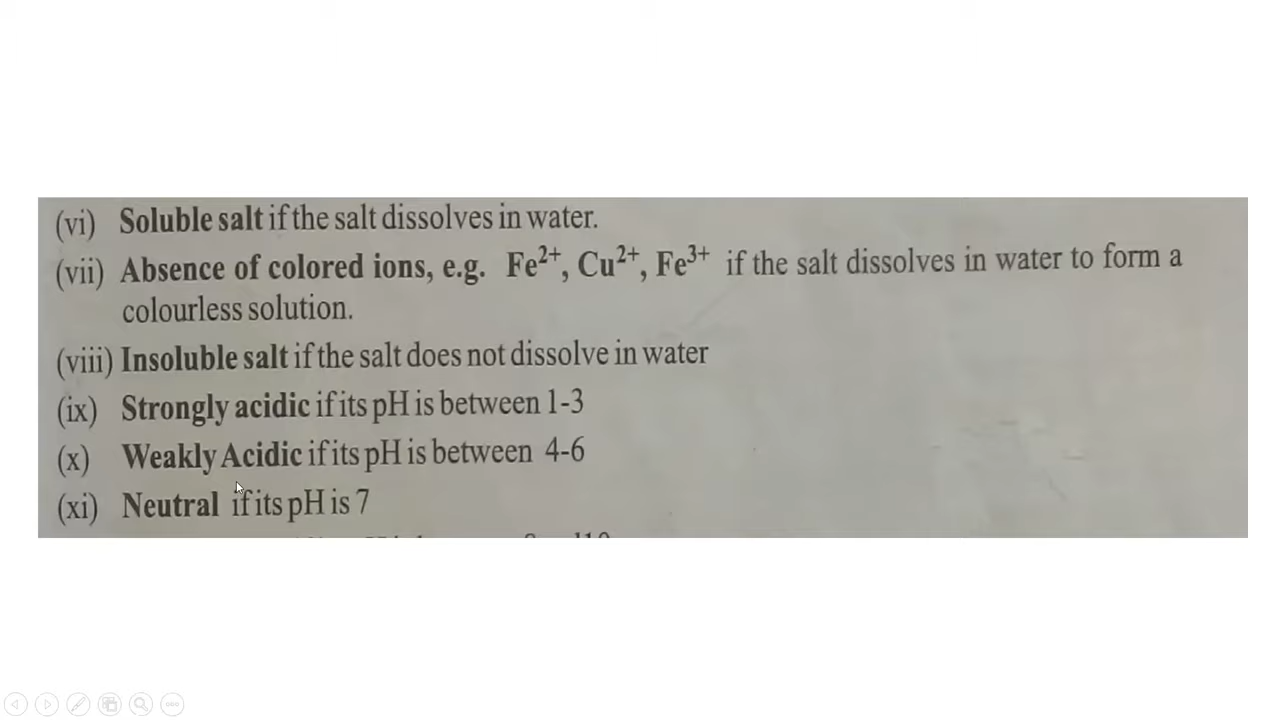 (vi) Soluble salt if the salt dissolves in water.
(vii) Absence of colored ions, e.g. Fe²⁺, Cu²⁺, Fe³⁺ if the salt dissolves in water to form a
colourless solution.
(viii) Insoluble salt if the salt does not dissolve in water
(ix) Strongly acidic if its pH is between 1-3
(x) Weakly Acidic if its pH is between 4-6
(xi) Neutral if its pH is 7